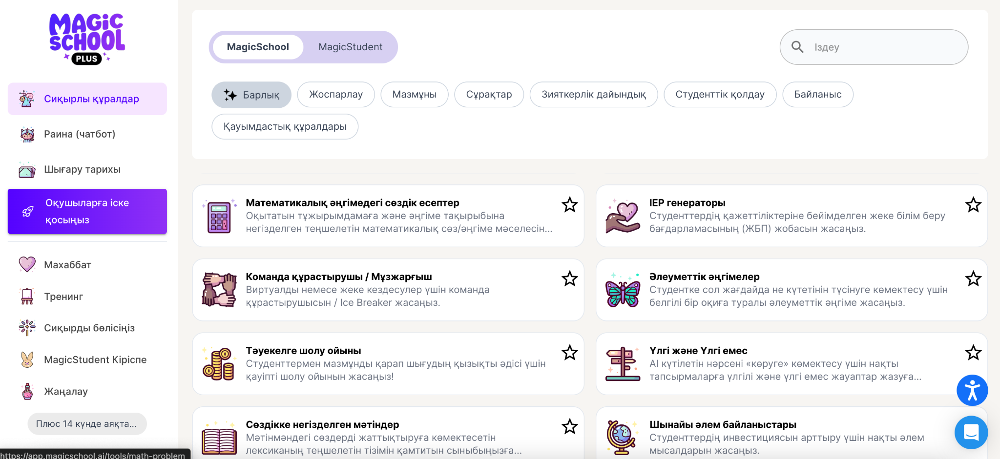 MAGIC
SCHOOL
PLUS
Сиқырлы құралдар
Раина (чатбот)
Шығару тарихы
Оқушыларға іске
қосыңыз
Махаббат
Тренинг
Сиқырды бөлісіңіз
MagicStudent Кіріспе
Жаңалау
Плюс 14 күнде аяқта...
https://app.magicschool.ai/tools/math-problem
MagicSchool
MagicStudent
Іздеу
Барлық
Жоспарлау
Мазмұны
Сұрақтар
Зияткерлік дайындық
Студенттік қолдау
Байланыс
Қауымдастық құралдары
Математикалық әңгімедегі сөздік есептер
Оқытатын тұжырымдамаға және әңгіме тақырыбына
негізделген теңшелетін математикалық сөз/әңгіме мәселесін...
IEP генераторы
Студенттердің қажеттіліктеріне бейімделген жеке білім беру
бағдарламасының (ЖБП) жобасын жасаңыз.
Команда құрастырушы / Мұзжарғыш
Виртуалды немесе жеке кездесулер үшін команда
құрастырушысын / Ice Breaker жасаңыз.
Әлеуметтік әңгімелер
Студентке сол жағдайда не күтетінін түсінуге көмектесу үшін
белгілі бір оқиға туралы әлеуметтік әңгіме жасаңыз.
Тәуекелге шолу ойыны
Студенттермен мазмұнды қарап шығудың қызықты әдісі үшін
қауіпті шолу ойынын жасаңыз!
Үлгі және Үлгі емес
AI күтілетін нәрсені «көруге» көмектесу үшін нақты
тапсырмаларға үлгілі және үлгі емес жауаптар жазуға...
Сөздікке негізделген мәтіндер
Мәтінмәндегі сөздерді жаттықтыруға көмектесетін
лексиканың теңшелетін тізімін қамтитын сыныбыңызға...
Шынайы әлем байланыстары
Студенттердің инвестициясын арттыру үшін нақты әлем
мысалдарын жасаңыз.